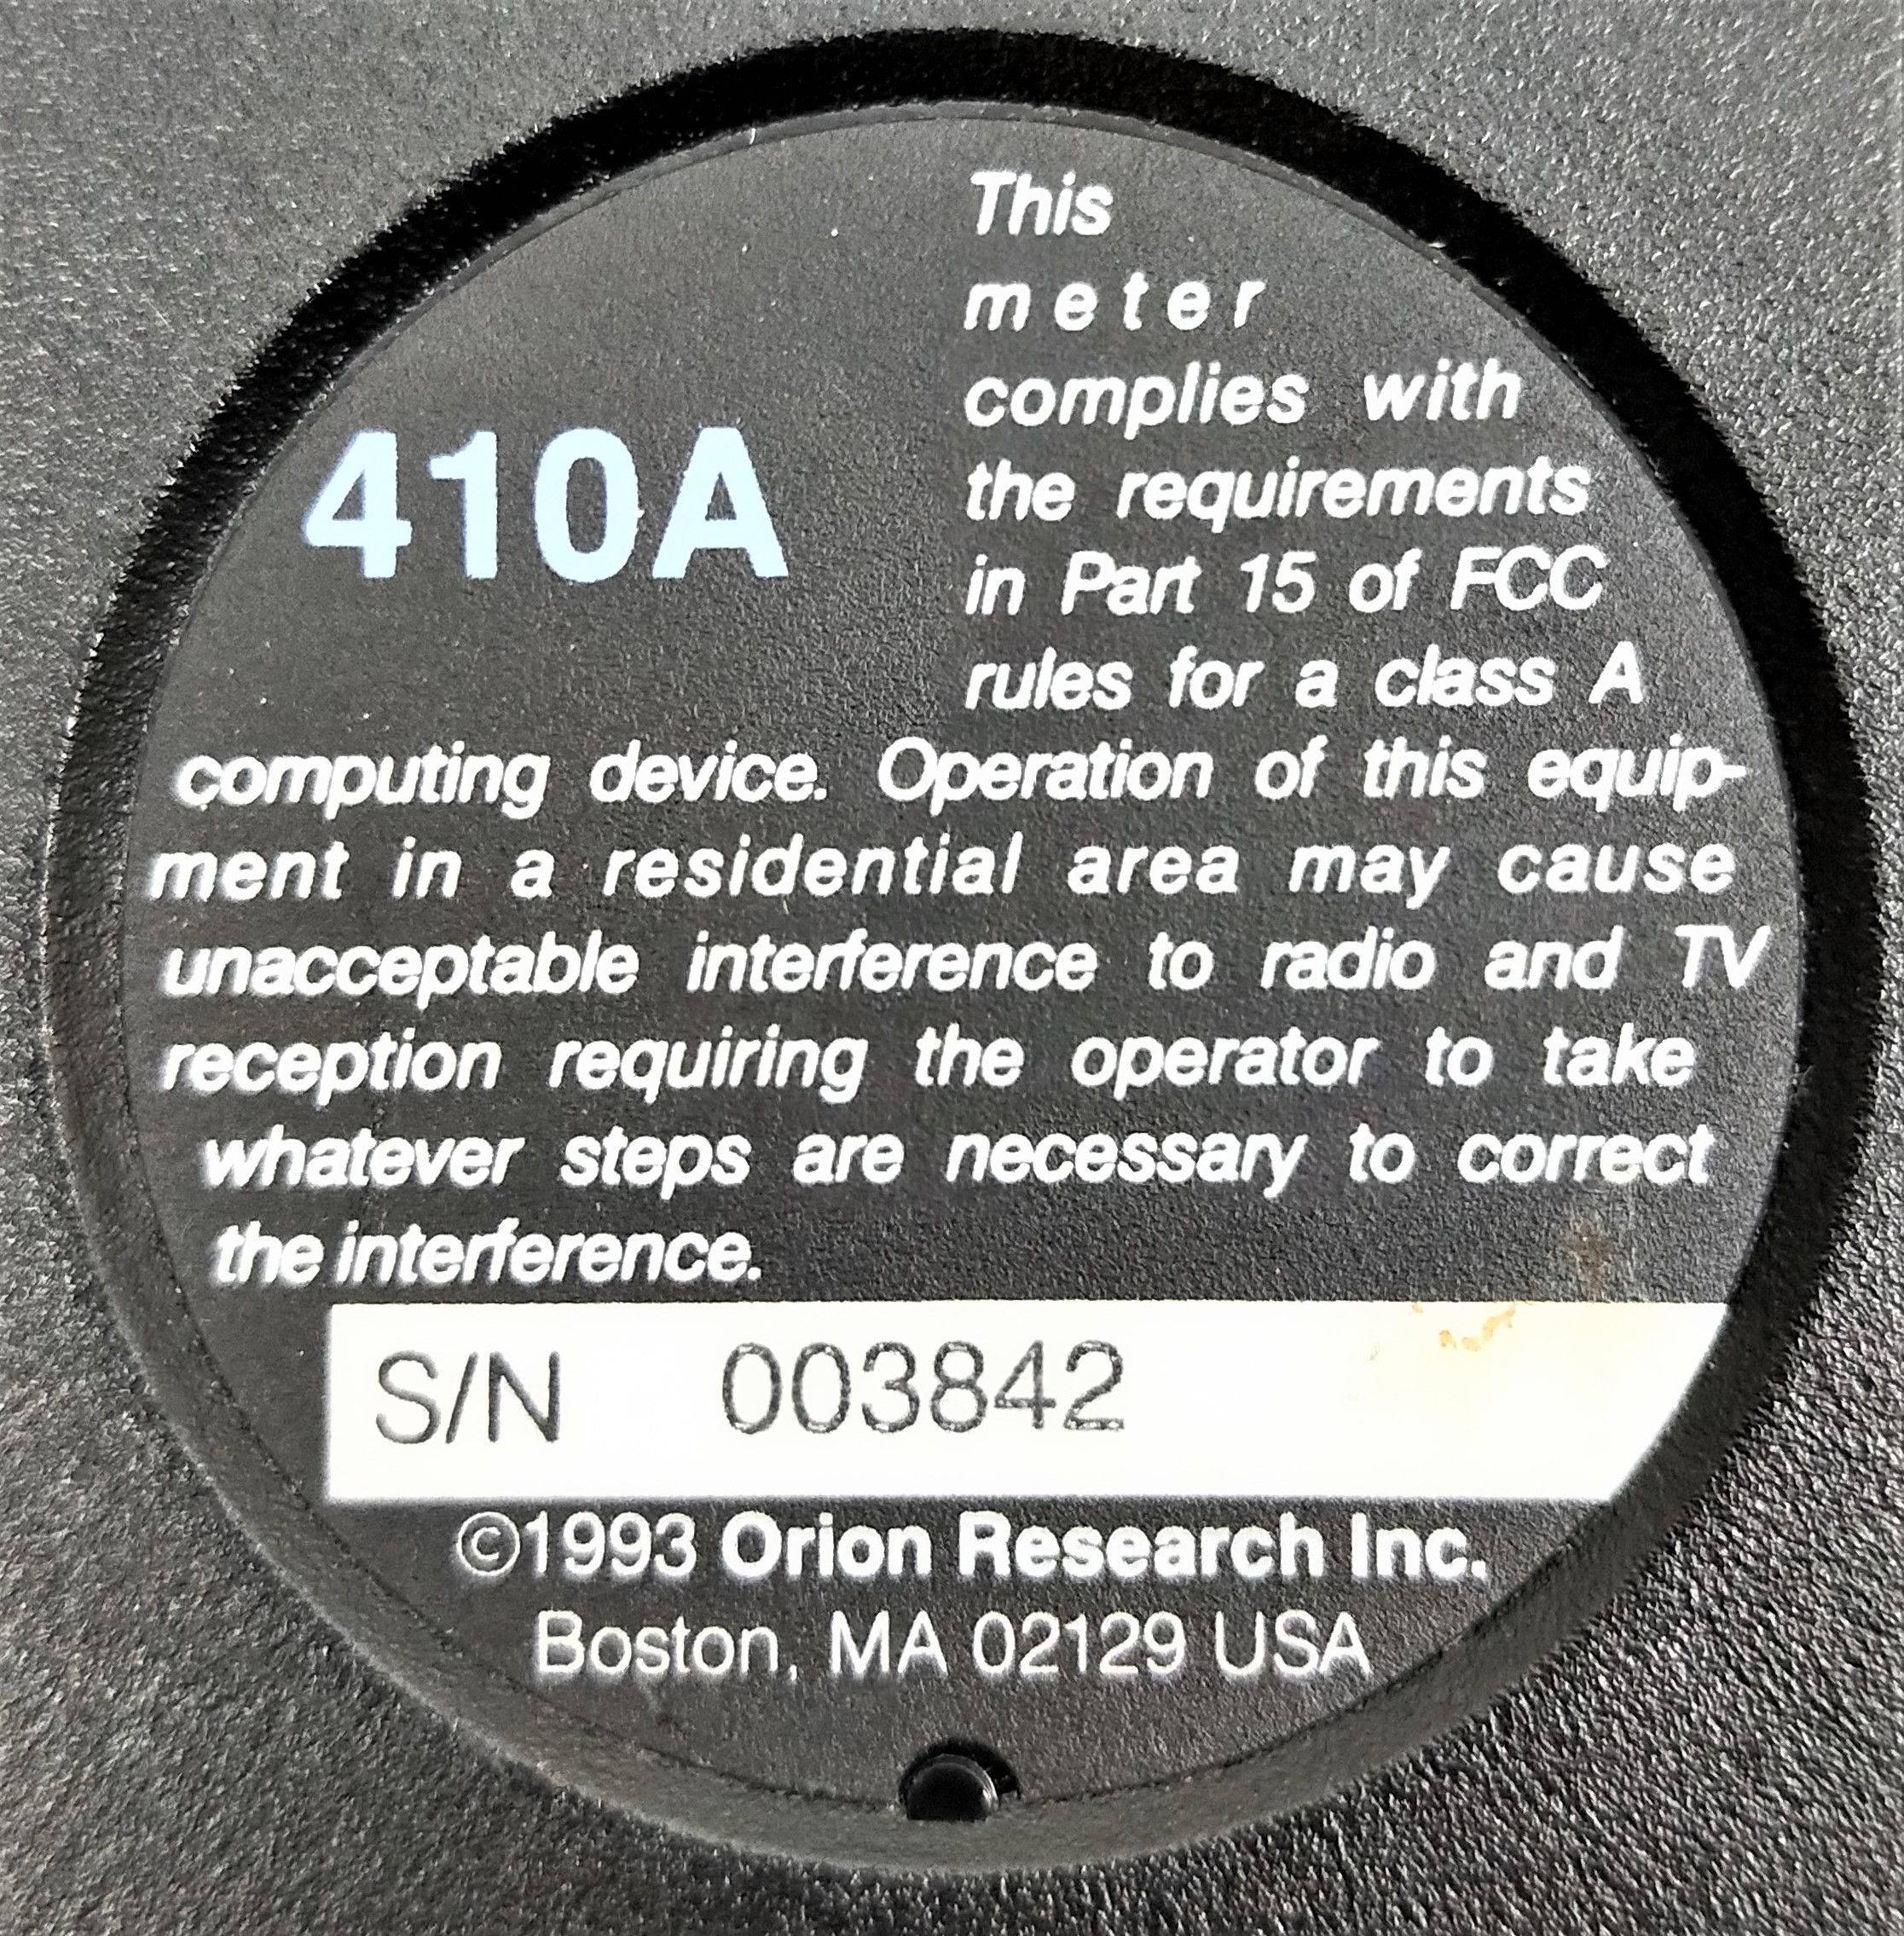 This
meter
complies with
the requirements
410A
in Part 15 of FCC
rules for a class A
computing device. Operation of this equip-
ment in a residential area may cause
unacceptable interference to radio and TV
reception requiring the operator to take
whatever steps are necessary to correct
the interference.
S/N 003842
©1993 Orion Research Inc.
Boston, MA 02129 USA